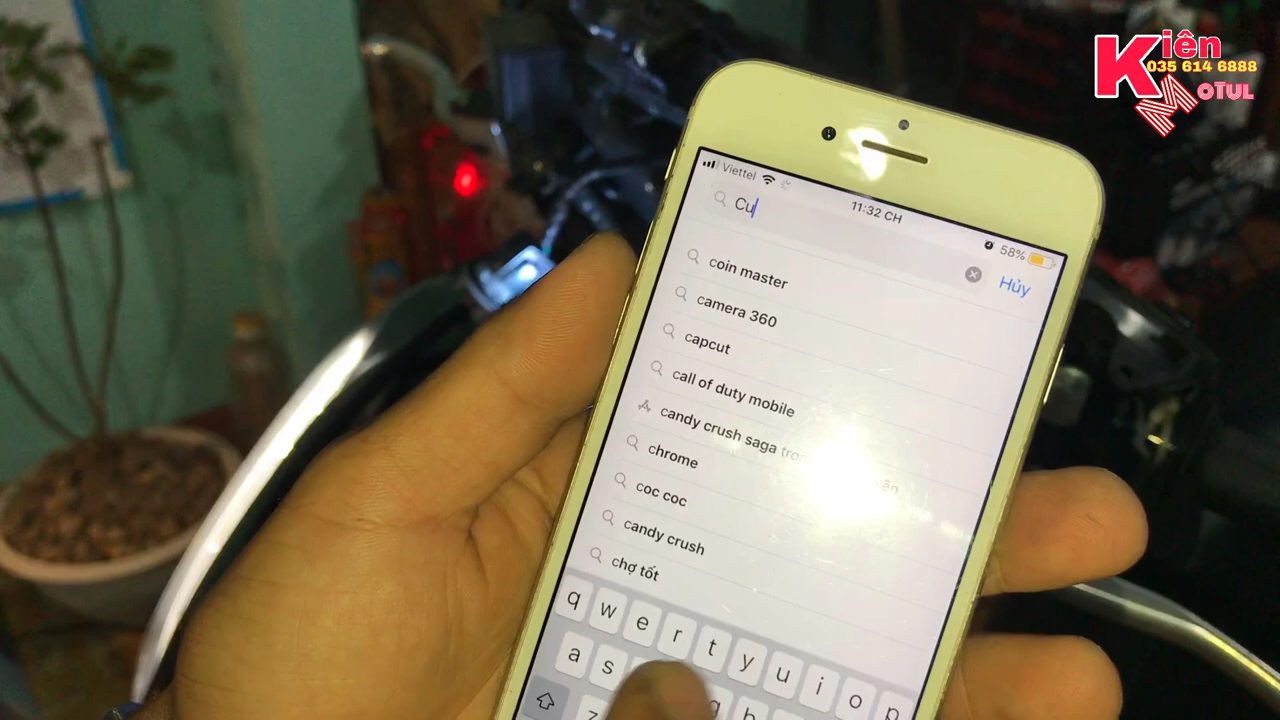 Kiên
035 614 6888
MOTUL
Viettel
11:32 CH
58%
Cu
Hủy
coin master
camera 360
capcut
call of duty mobile
candy crush saga
chrome
coc coc
candy crush
chợ tốt
q w e r t y u i o p
a s
z